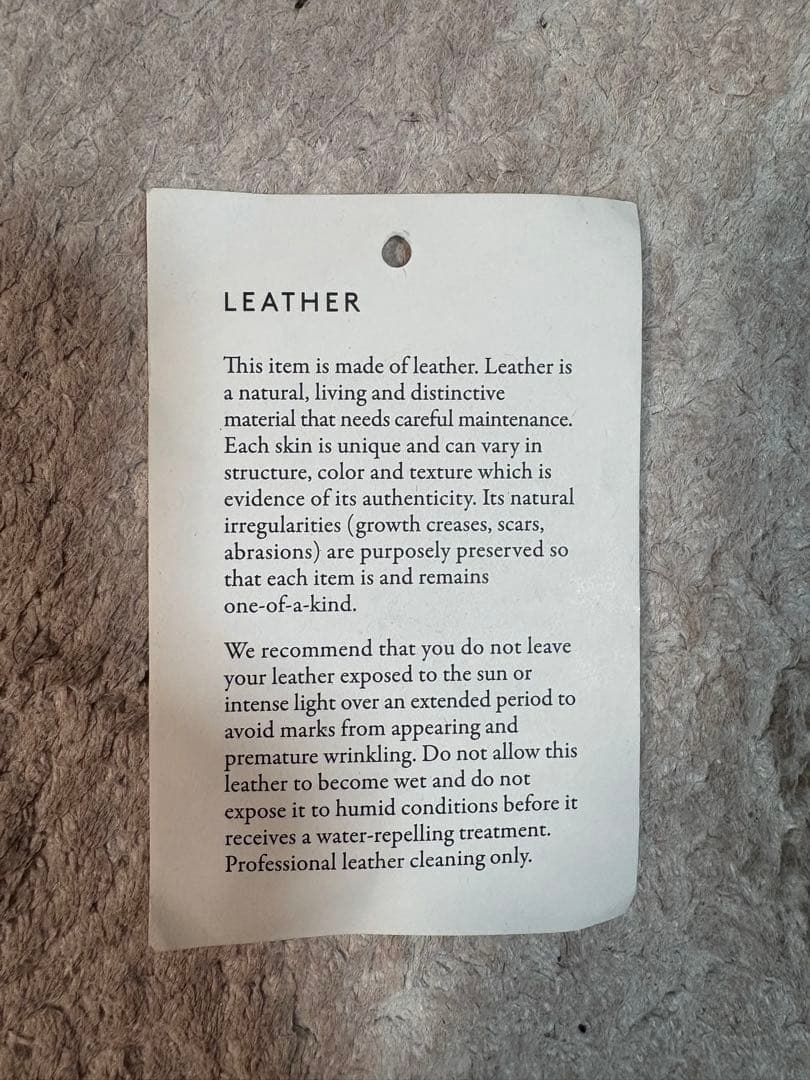 LEATHER
This item is made of leather. Leather is
a natural, living and distinctive
material that needs careful maintenance.
Each skin is unique and can vary in
structure, color and texture which is
evidence of its authenticity. Its natural
irregularities (growth creases, scars,
abrasions) are purposely preserved so
that each item is and remains
one-of-a-kind.
We recommend that you do not leave
your leather exposed to the sun or
intense light over an extended period to
avoid marks from appearing and
premature wrinkling. Do not allow this
leather to become wet and do not
expose it to humid conditions before it
receives a water-repelling treatment.
Professional leather cleaning only.